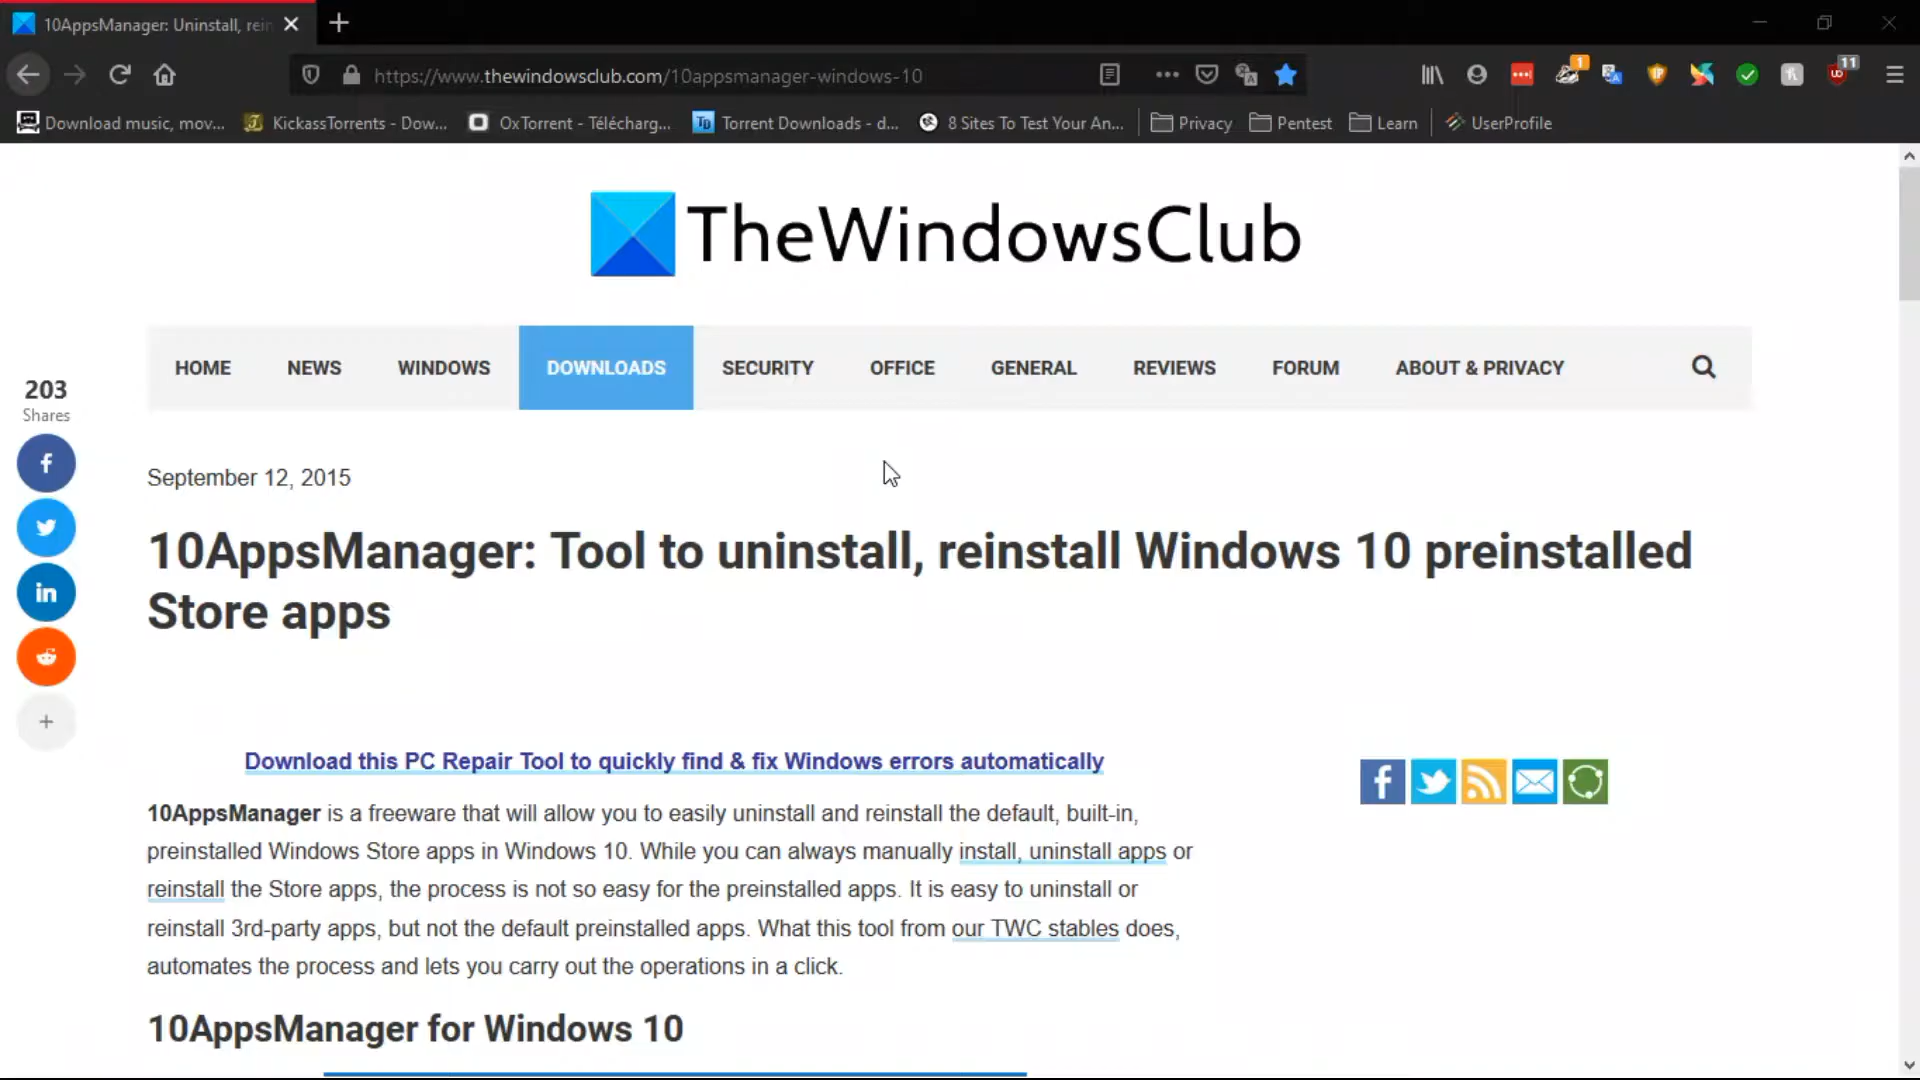 10AppsManager: Uninstall, rein
https://www.thewindowsclub.com/10appsmanager-windows-10
1
11
Download music, mov...
KickassTorrents - Dow...
OxTorrent - Télécharg...
TD
Torrent Downloads - d...
8 Sites To Test Your An...
Privacy
Pentest
Learn
UserProfile
TheWindowsClub
HOME
NEWS
WINDOWS
DOWNLOADS
SECURITY
OFFICE
GENERAL
REVIEWS
FORUM
ABOUT & PRIVACY
203
Shares
September 12, 2015
10AppsManager: Tool to uninstall, reinstall Windows 10 preinstalled
Store apps
Download this PC Repair Tool to quickly find & fix Windows errors automatically
10AppsManager is a freeware that will allow you to easily uninstall and reinstall the default, built-in,
preinstalled Windows Store apps in Windows 10. While you can always manually install, uninstall apps or
reinstall the Store apps, the process is not so easy for the preinstalled apps. It is easy to uninstall or
reinstall 3rd-party apps, but not the default preinstalled apps. What this tool from our TWC stables does,
automates the process and lets you carry out the operations in a click.
10AppsManager for Windows 10